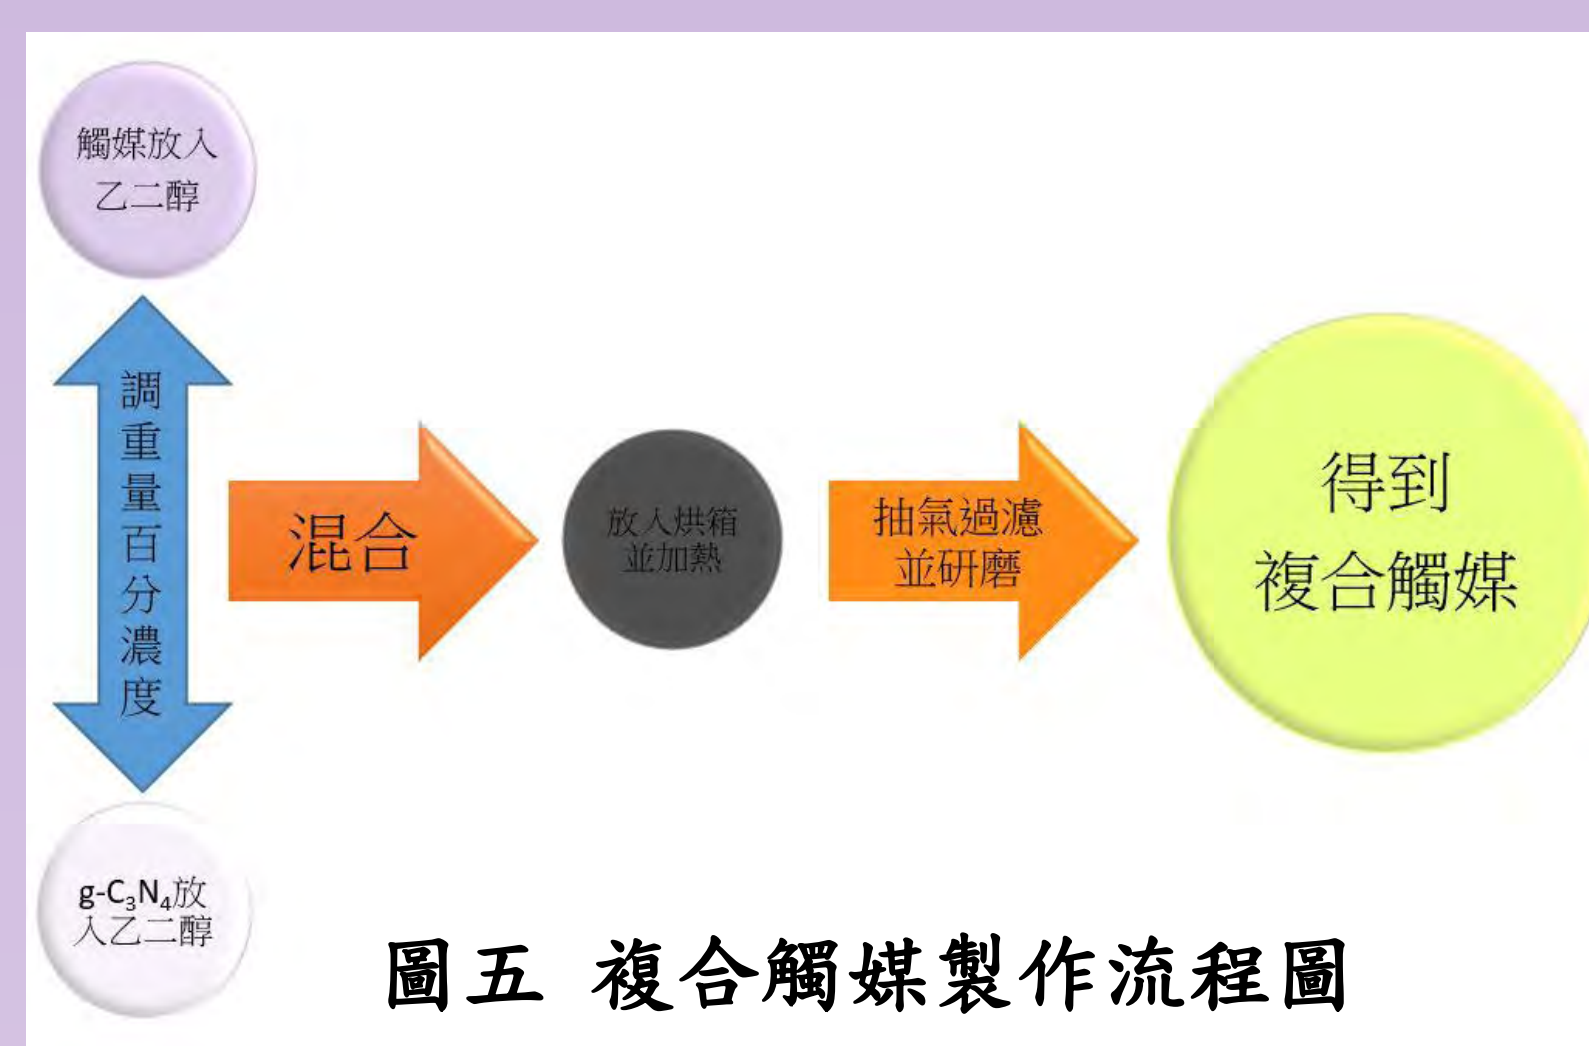 觸媒放入
乙二醇
調重量百分濃度
g-C₃N₄放
入乙二醇
混合
放入烘箱
並加熱
抽氣過濾
並研磨
得到
複合觸媒
圖五 複合觸媒製作流程圖